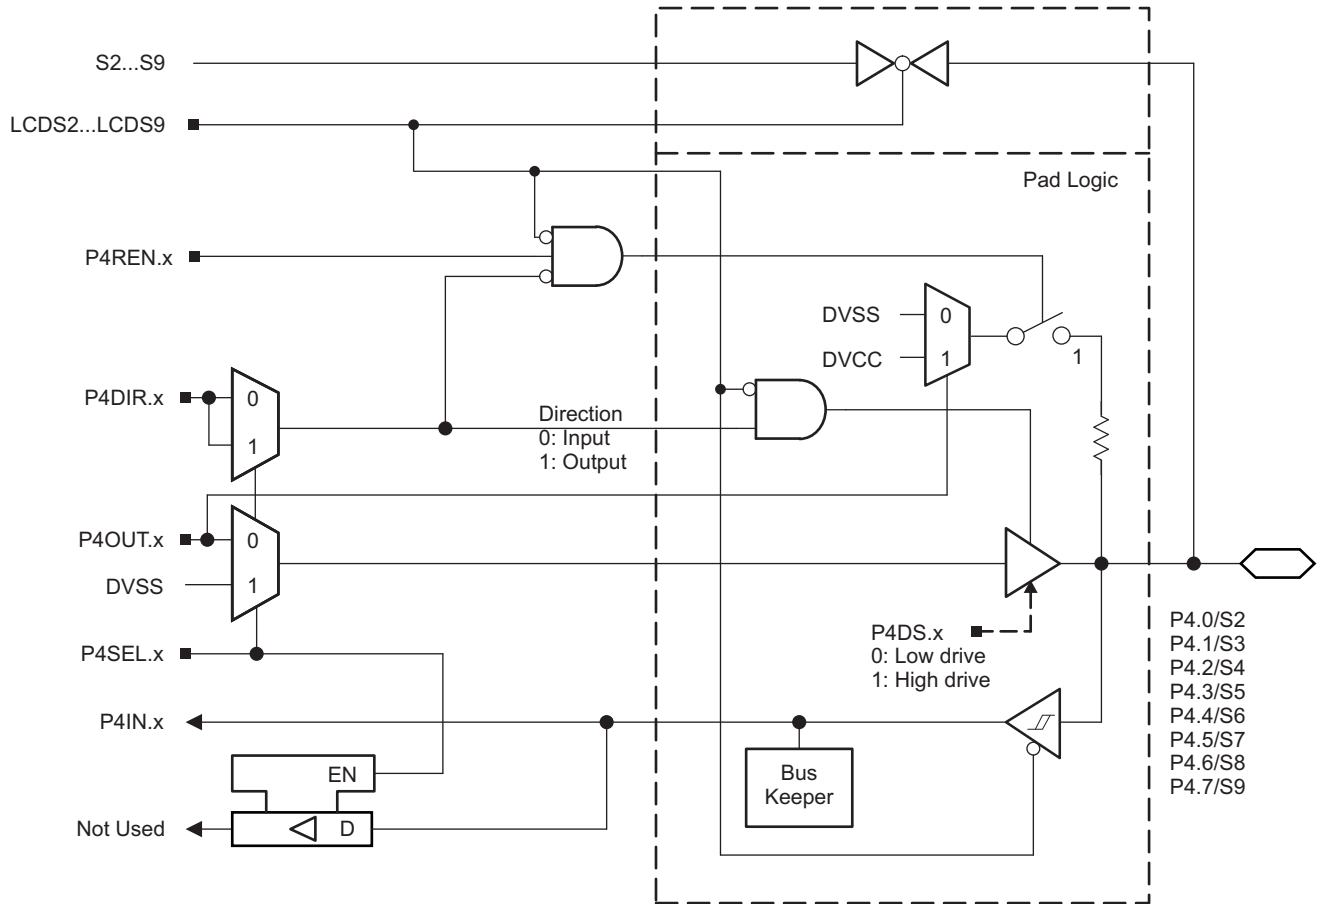 S2...S9
LCDS2...LCDS9
Pad Logic
P4REN.x
DVSS
0
DVCC
1
1
P4DIR.x
0
1
Direction
0: Input
1: Output
P4OUT.x
0
DVSS
1
P4SEL.x
P4DS.x
0: Low drive
1: High drive
P4.0/S2
P4.1/S3
P4.2/S4
P4.3/S5
P4.4/S6
P4.5/S7
P4.6/S8
P4.7/S9
P4IN.x
Bus
Keeper
EN
Not Used
D